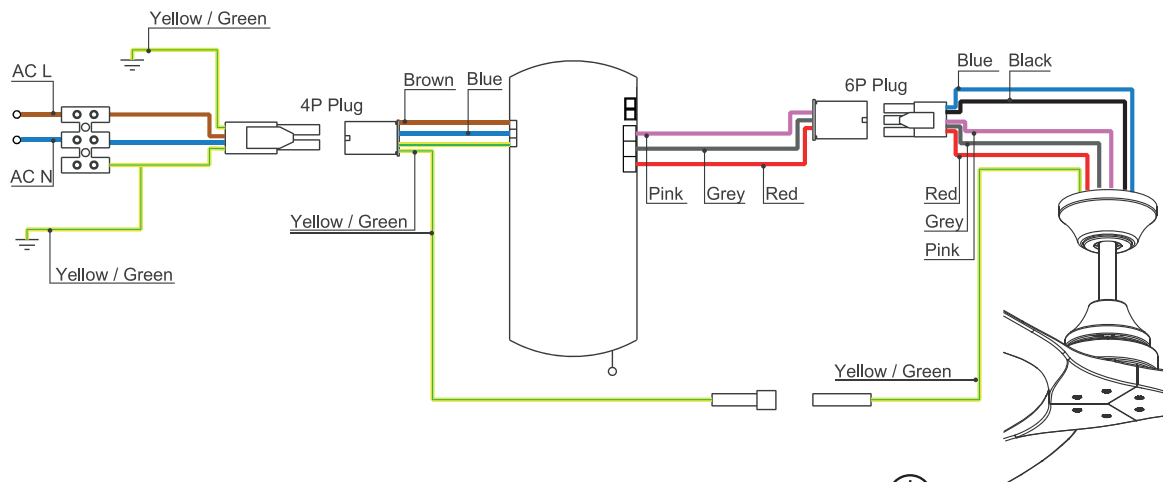 Yellow / Green
AC L
4P Plug
Brown
Blue
6P Plug
Blue
Black
AC N
Yellow / Green
Yellow / Green
Pink
Grey
Red
Red
Grey
Pink
Yellow / Green